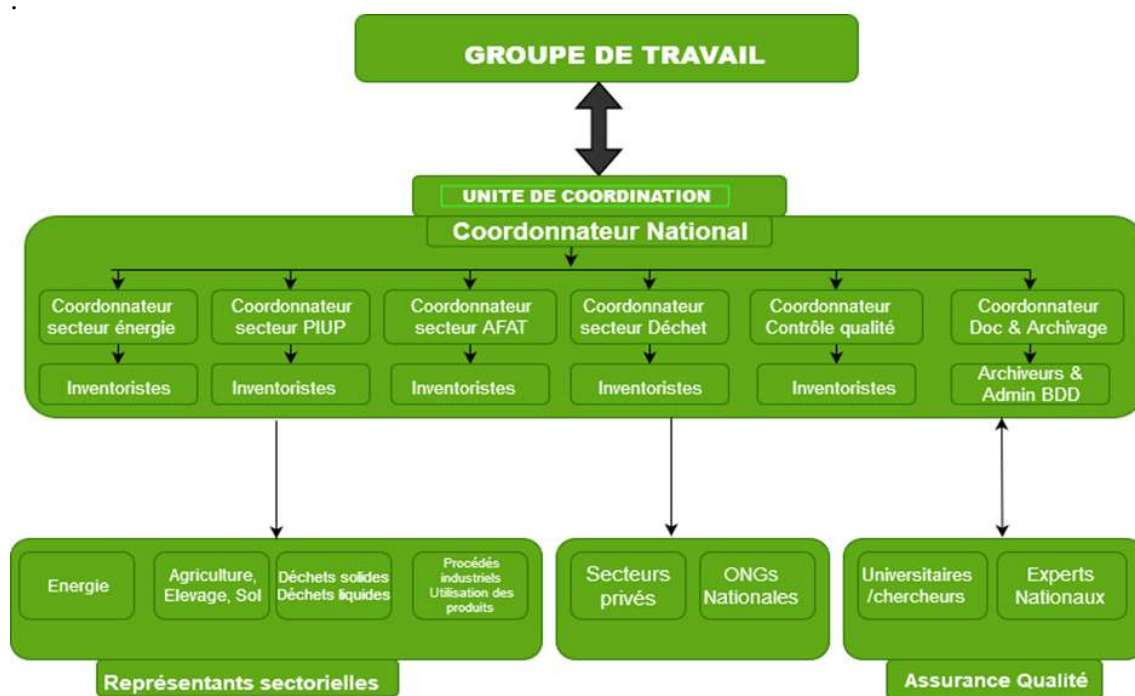 .
GROUPE DE TRAVAIL
UNITE DE COORDINATION
Coordonnateur National
Coordonnateur
secteur énergie
Coordonnateur
secteur PIUP
Coordonnateur
secteur AFAT
Coordonnateur
secteur Déchet
Coordonnateur
Contrôle qualité
Coordonnateur
Doc & Archivage
Inventoristes
Inventoristes
Inventoristes
Inventoristes
Inventoristes
Archiveurs &
Admin BDD
Energie
Agriculture,
Elevage, Sol
Déchets solides
Déchets liquides
Procédés
industriels
Utilisation des
produits
Secteurs
privés
ONGs
Nationales
Universitaires
/chercheurs
Experts
Nationaux
Représentants sectorielles
Assurance Qualité